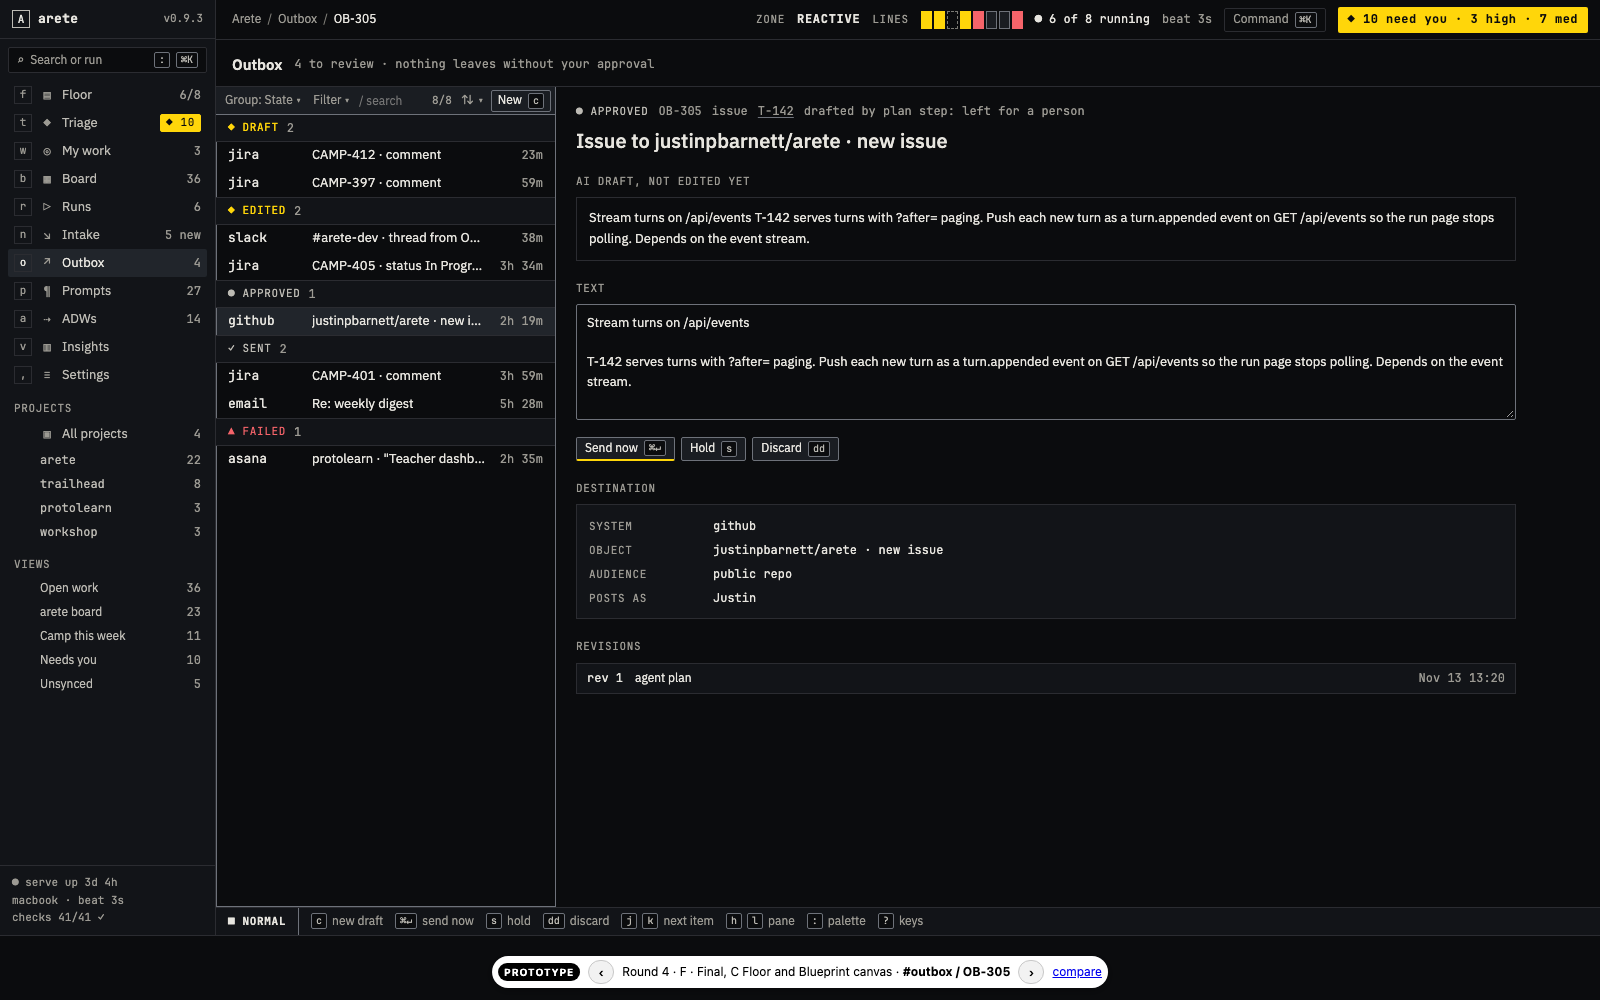 A arete v0.9.3
Arete / Outbox / OB-305
ZONE REACTIVE LINES 6 of 8 running beat 3s Command ⌘K ◆ 10 need you · 3 high · 7 med
Search or run : ⌘K
f Floor 6/8
t Triage ◆ 10
w My work 3
b Board 36
r Runs 6
n Intake 5 new
o Outbox 4
p Prompts 27
a ADWs 14
v Insights
, Settings
PROJECTS
All projects 4
arete 22
trailhead 8
protolearn 3
workshop 3
VIEWS
Open work 36
arete board 23
Camp this week 11
Needs you 10
Unsynced 5
● serve up 3d 4h
macbook · beat 3s
checks 41/41 ✓
Outbox 4 to review · nothing leaves without your approval
Group: State ▾ Filter ▾ / search 8/8 ↑↓ ▾ New c
◆ DRAFT 2
jira CAMP-412 · comment 23m
jira CAMP-397 · comment 59m
◆ EDITED 2
slack #arete-dev · thread from O... 38m
jira CAMP-405 · status In Progr... 3h 34m
● APPROVED 1
github justinpbarnett/arete · new i... 2h 19m
✓ SENT 2
jira CAMP-401 · comment 3h 59m
email Re: weekly digest 5h 28m
▲ FAILED 1
asana protolearn · "Teacher dashb... 2h 35m
● APPROVED OB-305 issue T-142 drafted by plan step: left for a person
Issue to justinpbarnett/arete · new issue
AI DRAFT, NOT EDITED YET
Stream turns on /api/events T-142 serves turns with ?after= paging. Push each new turn as a turn.appended event on GET /api/events so the run page stops
polling. Depends on the event stream.
TEXT
Stream turns on /api/events
T-142 serves turns with ?after= paging. Push each new turn as a turn.appended event on GET /api/events so the run page stops polling. Depends on the event
stream.
Send now ⌘↵ Hold s Discard dd
DESTINATION
SYSTEM github
OBJECT justinpbarnett/arete · new issue
AUDIENCE public repo
POSTS AS Justin
REVISIONS
rev 1 agent plan Nov 13 13:20
■ NORMAL c new draft ⌘↵ send now s hold dd discard j k next item h l pane : palette ? keys
PROTOTYPE ‹ Round 4 · F · Final, C Floor and Blueprint canvas · #outbox / OB-305 › compare